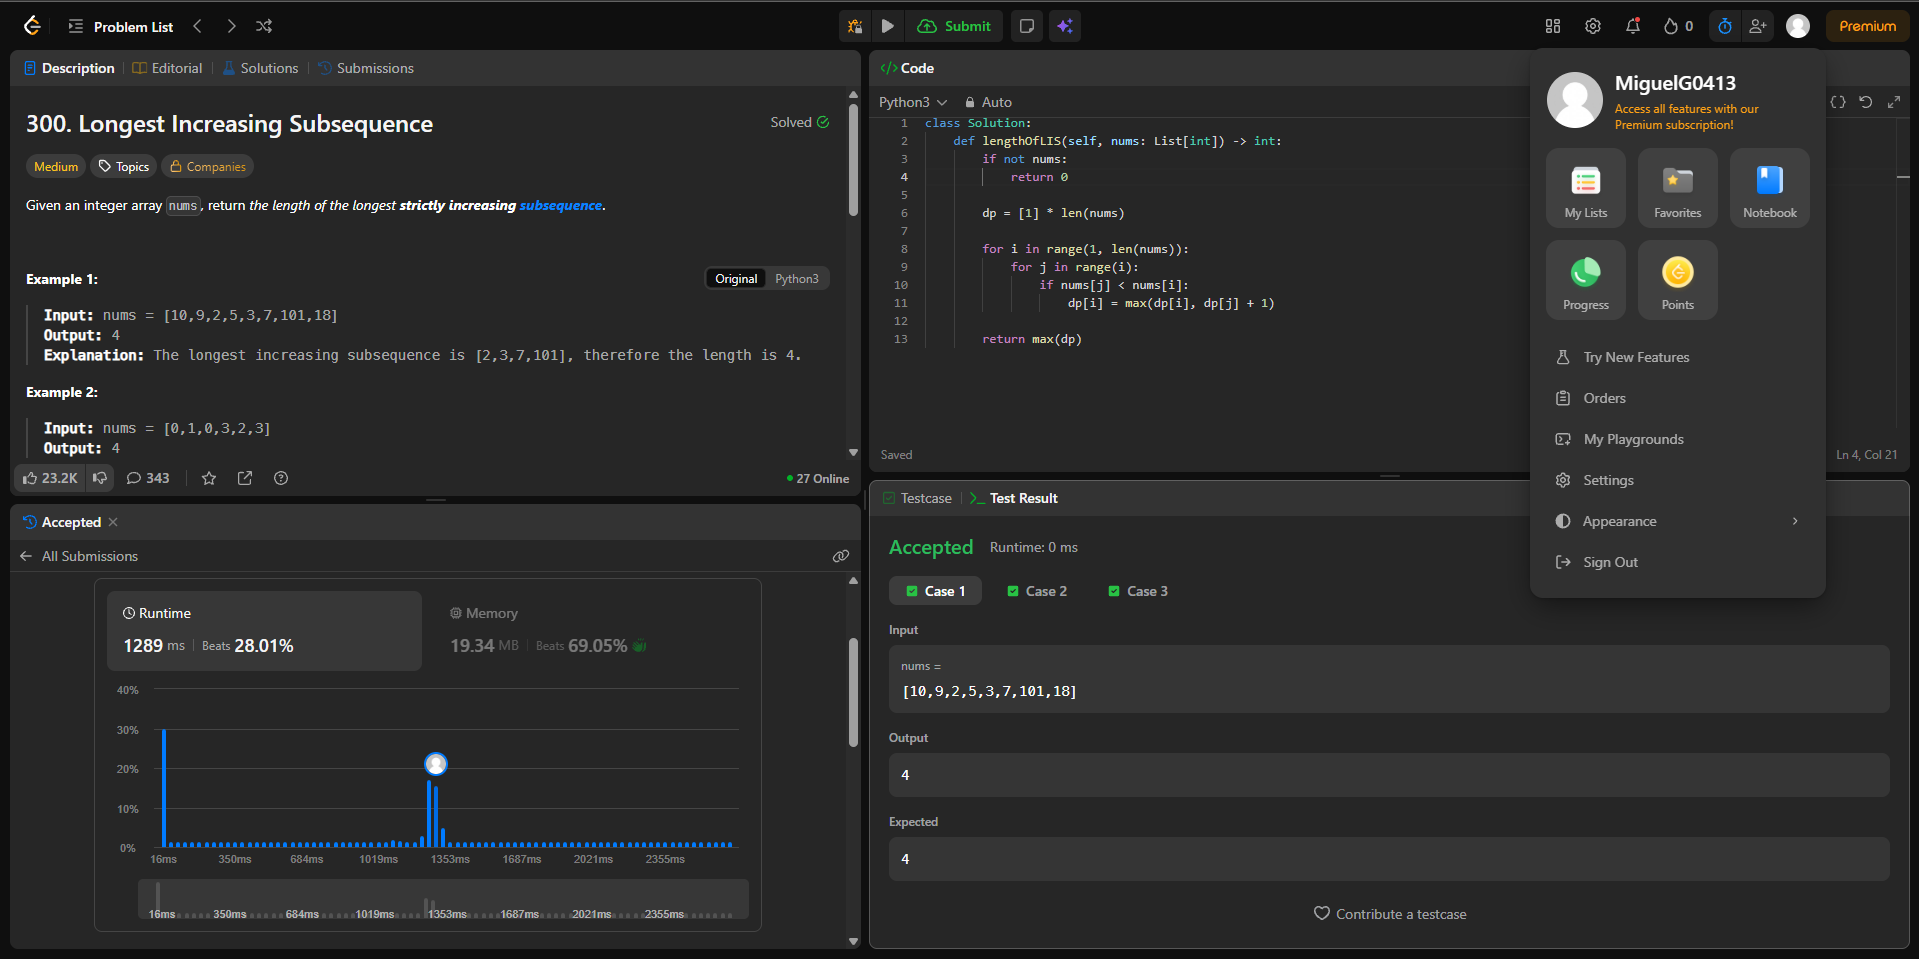 Problem List
Submit
0
Premium
Description
Editorial
Solutions
Submissions
300. Longest Increasing Subsequence
Solved
Medium
Topics
Companies
Given an integer array nums, return the length of the longest strictly increasing subsequence.
Example 1:
Original
Python3
Input: nums = [10,9,2,5,3,7,101,18]
Output: 4
Explanation: The longest increasing subsequence is [2,3,7,101], therefore the length is 4.
Example 2:
Input: nums = [0,1,0,3,2,3]
Output: 4
23.2K
343
27 Online
Accepted
All Submissions
Runtime
1289 ms
Beats 28.01%
Memory
19.34 MB
Beats 69.05%
40%
30%
20%
10%
0%
16ms 350ms 684ms 1019ms 1353ms 1687ms 2021ms 2355ms
16ms 350ms 684ms 1019ms 1353ms 1687ms 2021ms 2355ms
</> Code
Python3
Auto
1 class Solution:
2 def lengthOfLIS(self, nums: List[int]) -> int:
3 if not nums:
4 return 0
5
6 dp = [1] * len(nums)
7
8 for i in range(1, len(nums)):
9 for j in range(i):
10 if nums[j] < nums[i]:
11 dp[i] = max(dp[i], dp[j] + 1)
12
13 return max(dp)
Saved
Ln 4, Col 21
Testcase
Test Result
Accepted
Runtime: 0 ms
Case 1
Case 2
Case 3
Input
nums =
[10,9,2,5,3,7,101,18]
Output
4
Expected
4
Contribute a testcase
MiguelG0413
Access all features with our
Premium subscription!
My Lists
Favorites
Notebook
Progress
Points
Try New Features
Orders
My Playgrounds
Settings
Appearance
Sign Out